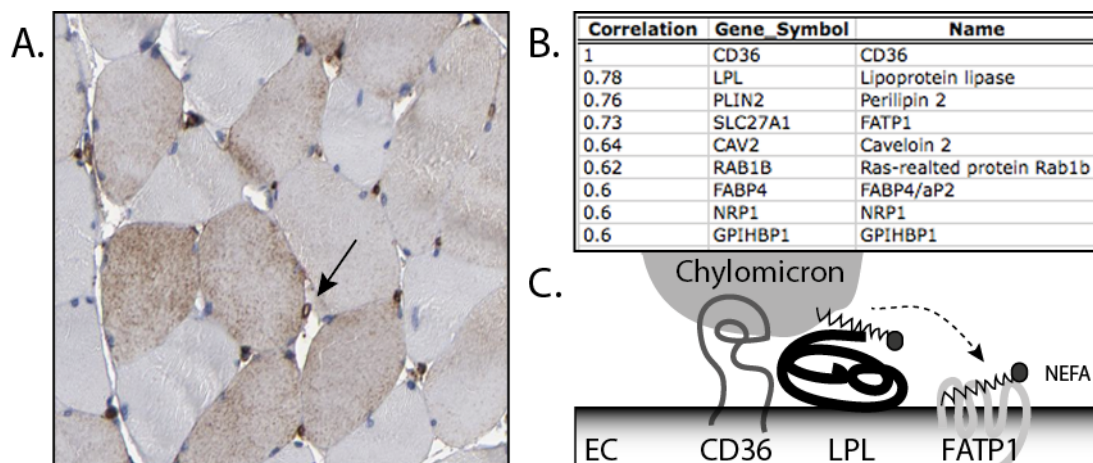 A.
B.
Correlation Gene_Symbol Name
1 CD36 CD36
0.78 LPL Lipoprotein lipase
0.76 PLIN2 Perilipin 2
0.73 SLC27A1 FATP1
0.64 CAV2 Caveloin 2
0.62 RAB1B Ras-realted protein Rab1b
0.6 FABP4 FABP4/aP2
0.6 NRP1 NRP1
0.6 GPIHBP1 GPIHBP1
C.
Chylomicron
NEFA
EC CD36 LPL FATP1